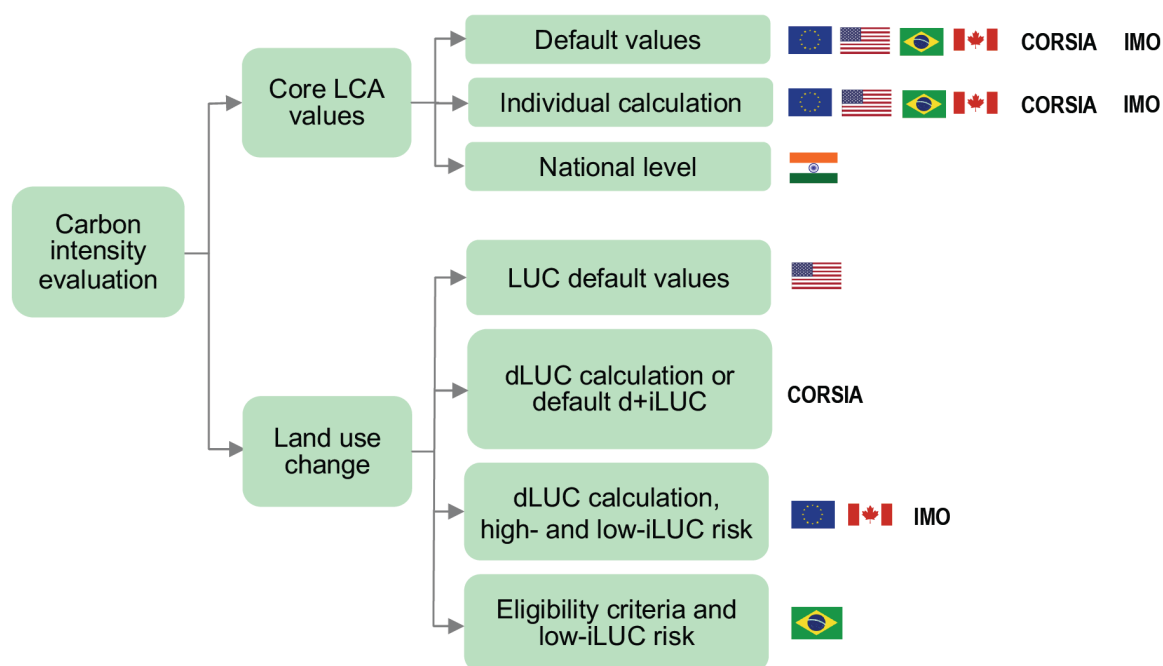 Default values
CORSIA IMO
Core LCA
values
Individual calculation
CORSIA IMO
National level
Carbon
intensity
evaluation
LUC default values
dLUC calculation or
default d+iLUC
CORSIA
Land use
change
dLUC calculation,
high- and low-iLUC risk
IMO
Eligibility criteria and
low-iLUC risk